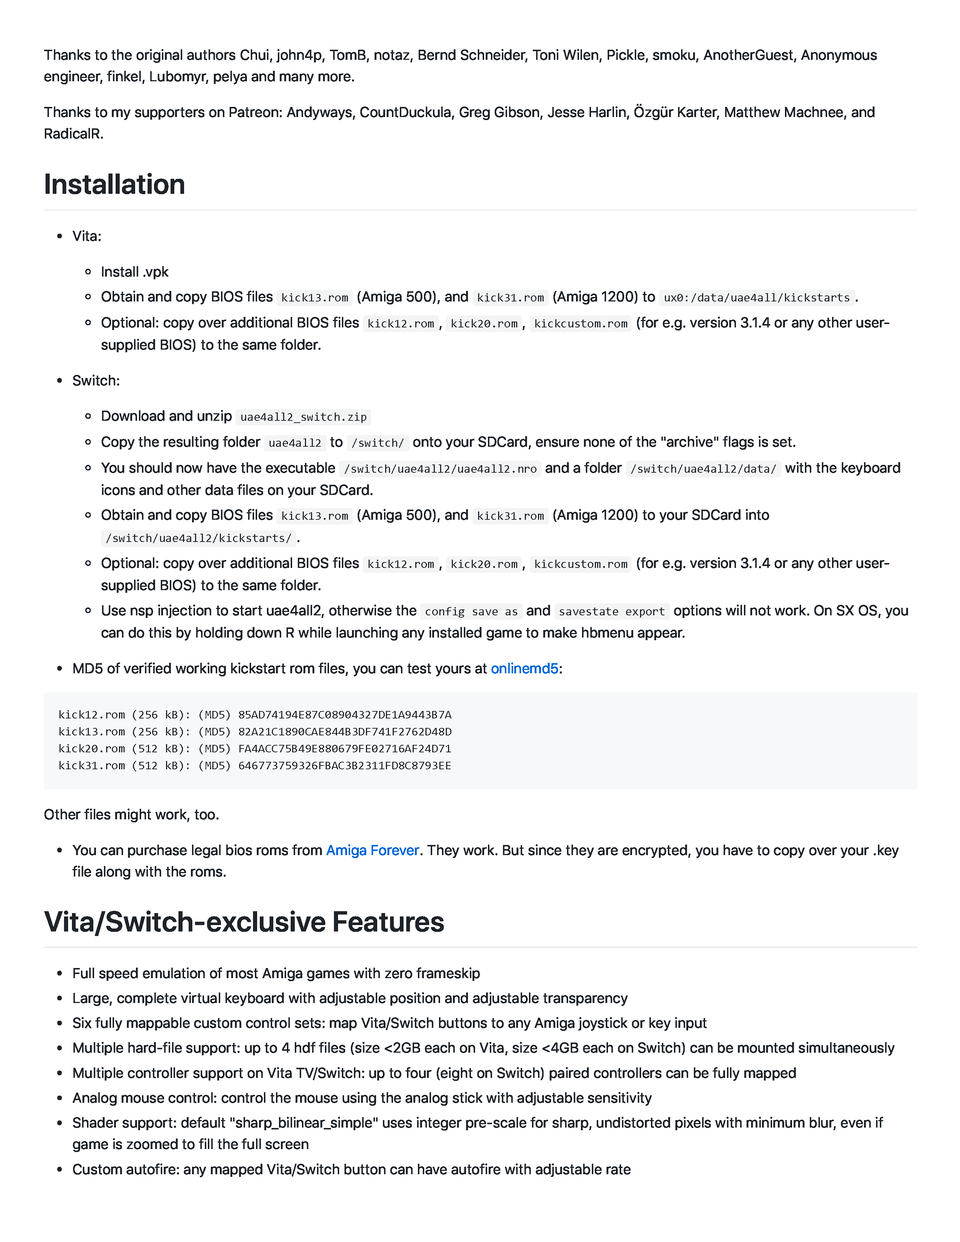 Thanks to the original authors Chui, john4p, TomB, notaz, Bernd Schneider, Toni Wilen, Pickle, smoku, AnotherGuest, Anonymous
engineer, finkel, Lubomyr, pelya and many more.
Thanks to my supporters on Patreon: Andyways, CountDuckula, Greg Gibson, Jesse Harlin, Özgür Karter, Matthew Machnee, and
RadicalR.
Installation
• Vita:
◦ Install .vpk
◦ Obtain and copy BIOS files kick13.rom (Amiga 500), and kick31.rom (Amiga 1200) to ux0:/data/uae4all/kickstarts .
◦ Optional: copy over additional BIOS files kick12.rom , kick20.rom , kickcustom.rom (for e.g. version 3.1.4 or any other user-
supplied BIOS) to the same folder.
• Switch:
◦ Download and unzip uae4all2_switch.zip
◦ Copy the resulting folder uae4all2 to /switch/ onto your SDCard, ensure none of the "archive" flags is set.
◦ You should now have the executable /switch/uae4all2/uae4all2.nro and a folder /switch/uae4all2/data/ with the keyboard
icons and other data files on your SDCard.
◦ Obtain and copy BIOS files kick13.rom (Amiga 500), and kick31.rom (Amiga 1200) to your SDCard into
/switch/uae4all2/kickstarts/ .
◦ Optional: copy over additional BIOS files kick12.rom , kick20.rom , kickcustom.rom (for e.g. version 3.1.4 or any other user-
supplied BIOS) to the same folder.
◦ Use nsp injection to start uae4all2, otherwise the config save as and savestate export options will not work. On SX OS, you
can do this by holding down R while launching any installed game to make hbmenu appear.
• MD5 of verified working kickstart rom files, you can test yours at onlinemd5:
kick12.rom (256 kB): (MD5) 85AD74194E87C08904327DE1A9443B7A
kick13.rom (256 kB): (MD5) 82A21C1890CAE844B3DF741F2762D48D
kick20.rom (512 kB): (MD5) FA4ACC75B49E880679FE02716AF24D71
kick31.rom (512 kB): (MD5) 646773759326FBAC3B2311FD8C8793EE
Other files might work, too.
• You can purchase legal bios roms from Amiga Forever. They work. But since they are encrypted, you have to copy over your .key
file along with the roms.
Vita/Switch-exclusive Features
• Full speed emulation of most Amiga games with zero frameskip
• Large, complete virtual keyboard with adjustable position and adjustable transparency
• Six fully mappable custom control sets: map Vita/Switch buttons to any Amiga joystick or key input
• Multiple hard-file support: up to 4 hdf files (size <2GB each on Vita, size <4GB each on Switch) can be mounted simultaneously
• Multiple controller support on Vita TV/Switch: up to four (eight on Switch) paired controllers can be fully mapped
• Analog mouse control: control the mouse using the analog stick with adjustable sensitivity
• Shader support: default "sharp_bilinear_simple" uses integer pre-scale for sharp, undistorted pixels with minimum blur, even if
game is zoomed to fill the full screen
• Custom autofire: any mapped Vita/Switch button can have autofire with adjustable rate